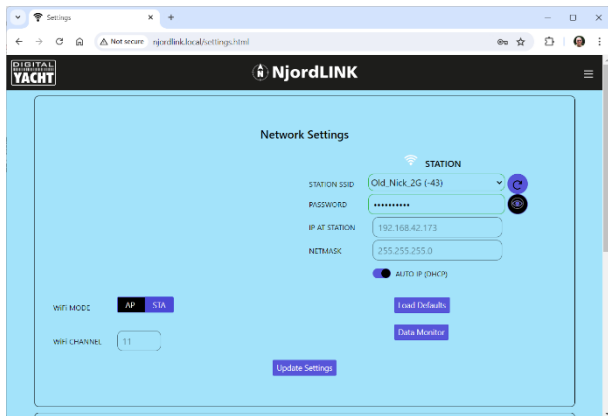 Settings
Not secure njordlink.local/settings.html
DIGITAL
YACHT
NjordLINK
Network Settings
STATION
STATION SSID Old_Nick_2G (-43)
PASSWORD ••••••••••
IP AT STATION 192.168.42.173
NETMASK 255.255.255.0
AUTO IP (DHCP)
WiFi MODE AP STA Load Defaults
Data Monitor
WiFi CHANNEL 11
Update Settings